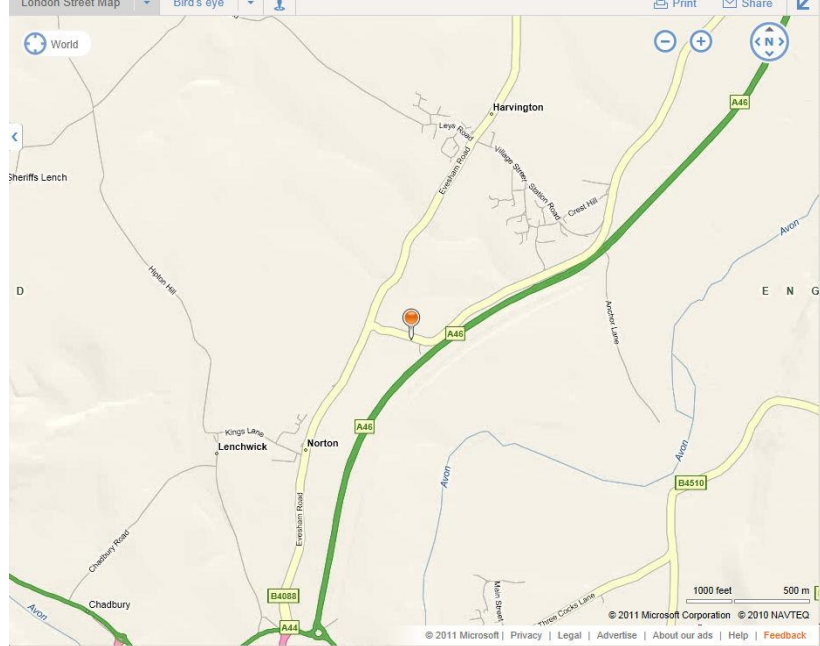 London Street Map
Bird's eye
Print
Share
World
N
A46
Harvington
Leys Road
Evesham Road
Village Street
Station Road
Crest Hill
Sheriffs Lench
Avon
Hipton Hill
D
E N G
Anchor Lane
A46
A46
Kings Lane
Norton
Lenchwick
Avon
Avon
B4510
Evesham Road
Chadbury Road
Main Street
Three Cocks Lane
B4088
Chadbury
Avon
A44
1000 feet 500 m
© 2011 Microsoft Corporation © 2010 NAVTEQ
© 2011 Microsoft | Privacy | Legal | Advertise | About our ads | Help | Feedback